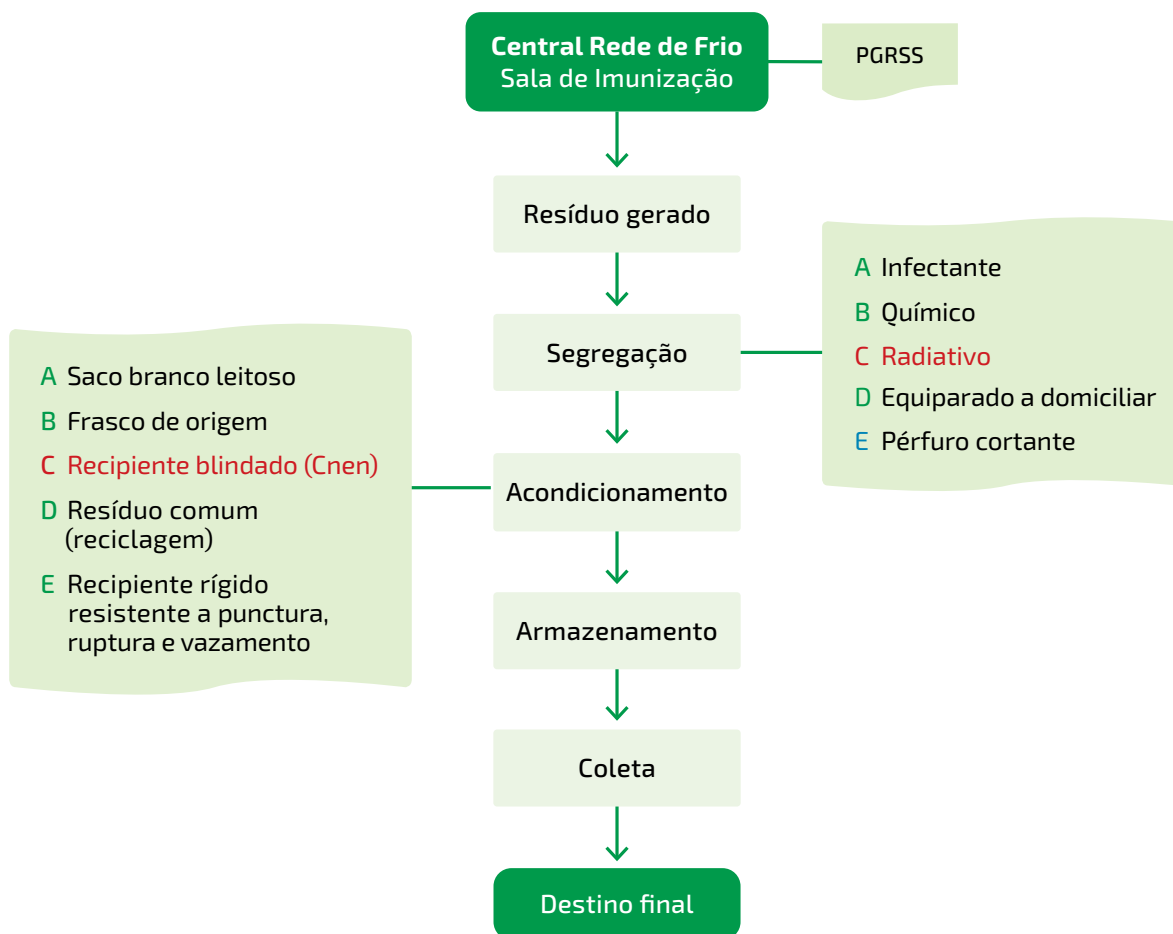 Central Rede de Frio
Sala de Imunização
PGRSS
Resíduo gerado
Segregação
A Infectante
B Químico
C Radiativo
D Equiparado a domiciliar
E Pérfuro cortante
A Saco branco leitoso
B Frasco de origem
C Recipiente blindado (Cnen)
D Resíduo comum
(reciclagem)
E Recipiente rígido
resistente a punctura,
ruptura e vazamento
Acondicionamento
Armazenamento
Coleta
Destino final